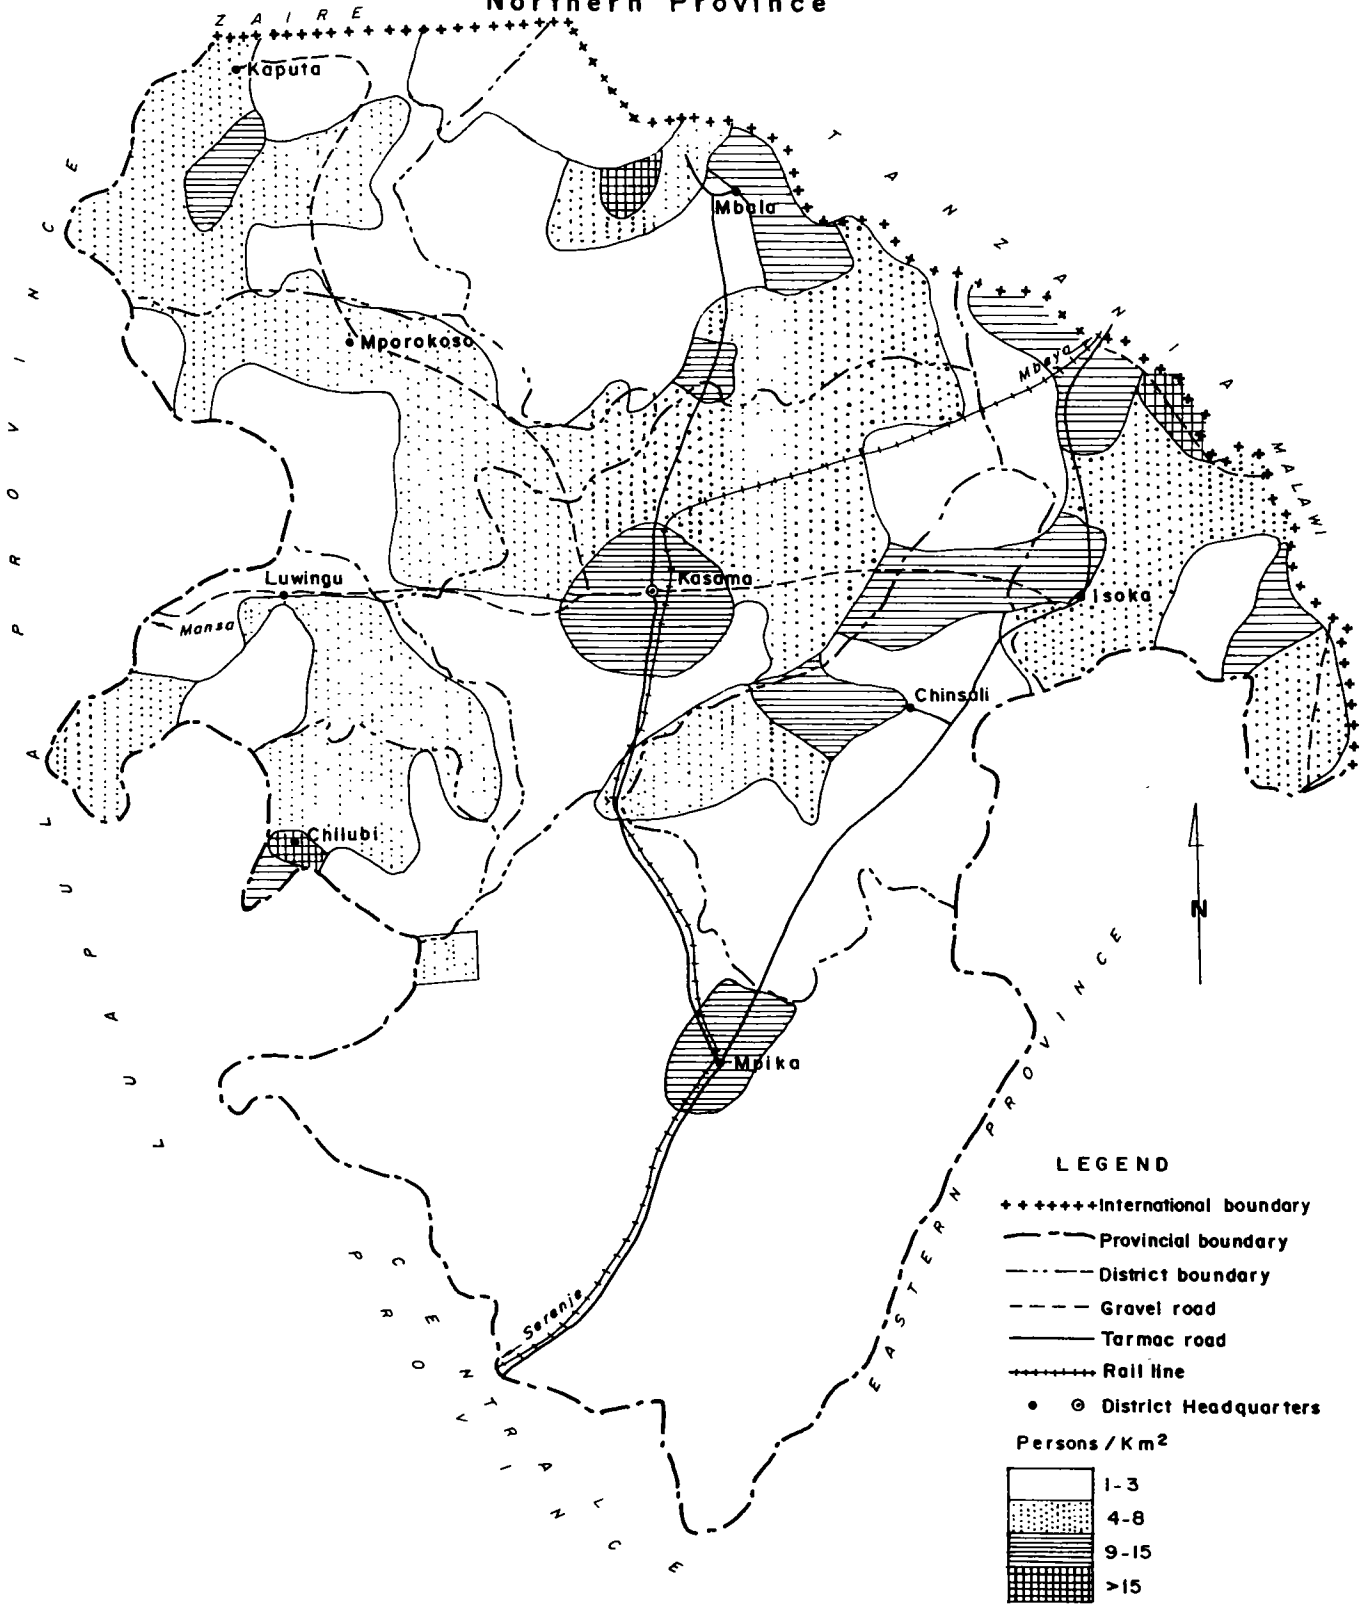 Northern Province
ZAIRE
Kaputa
TANZANIA
Mbala
LUAPULA PROVINCE
Mporokoso
Mbeya
MALAWI
Luwingu
Kasama
Isoka
Mansa
Chinsali
Chilubi
N
Mpika
EASTERN PROVINCE
CENTRAL
PROVINCE
Serenje
LEGEND
International boundary
Provincial boundary
District boundary
Gravel road
Tarmac road
Rail line
District Headquarters
Persons/Km²
1-3
4-8
9-15
>15